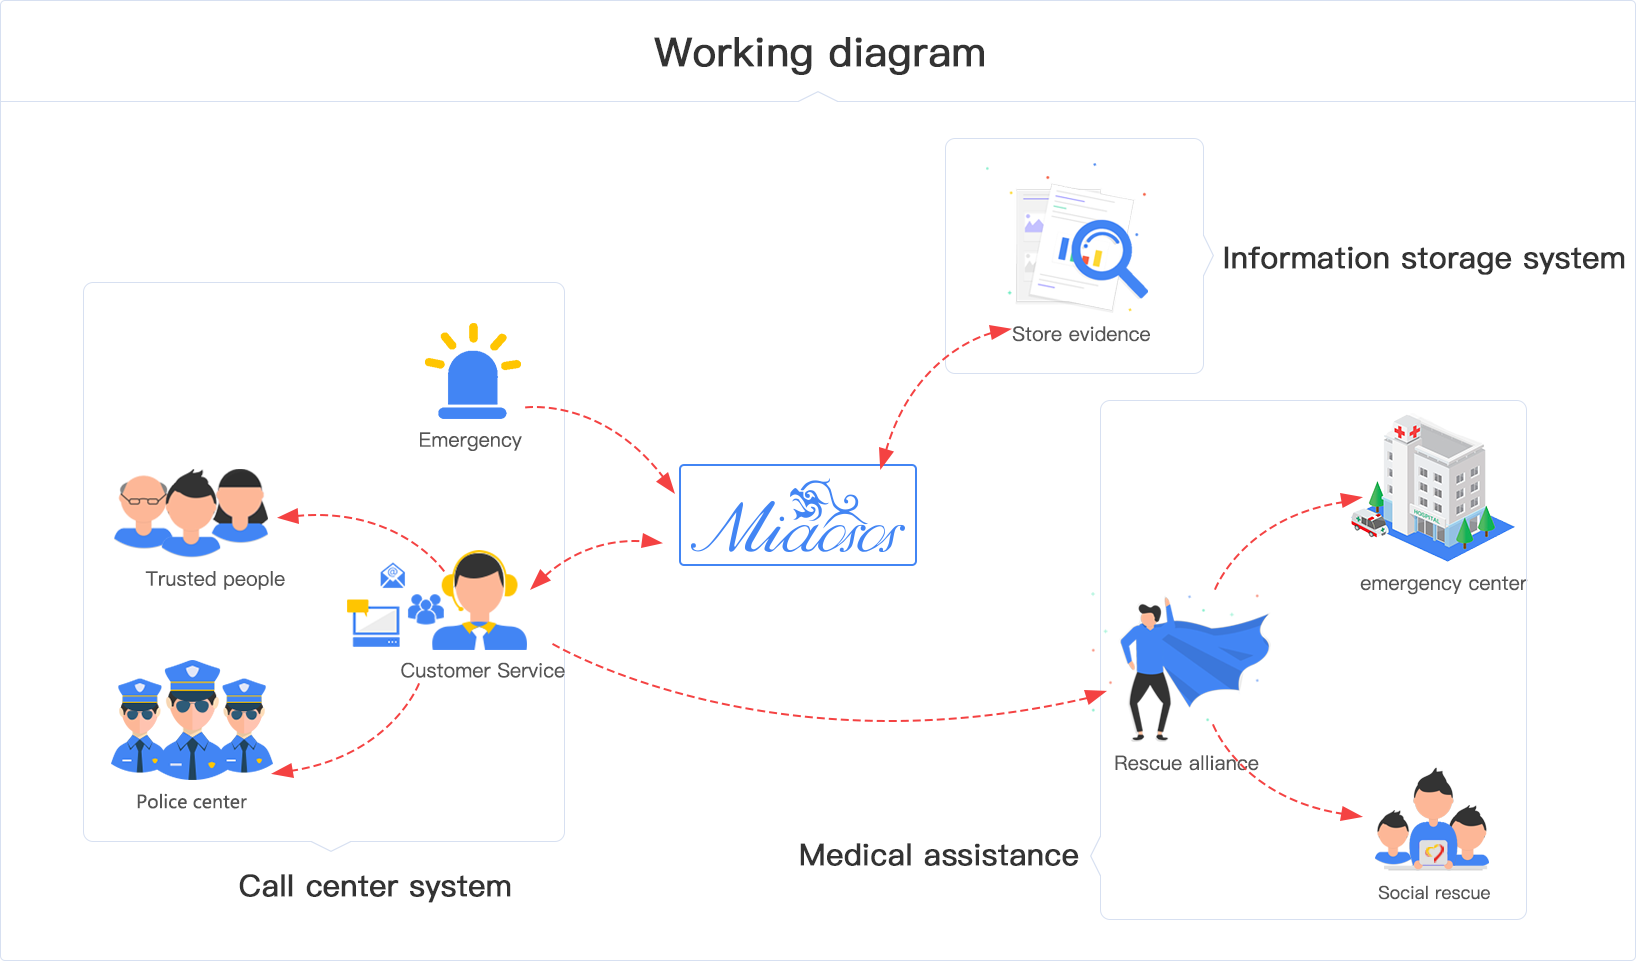 Working diagram
Information storage system
Store evidence
Emergency
Miaosos
HOSPITAL
Trusted people
@
emergency center
Customer Service
Rescue alliance
Police center
Medical assistance
Call center system
Social rescue